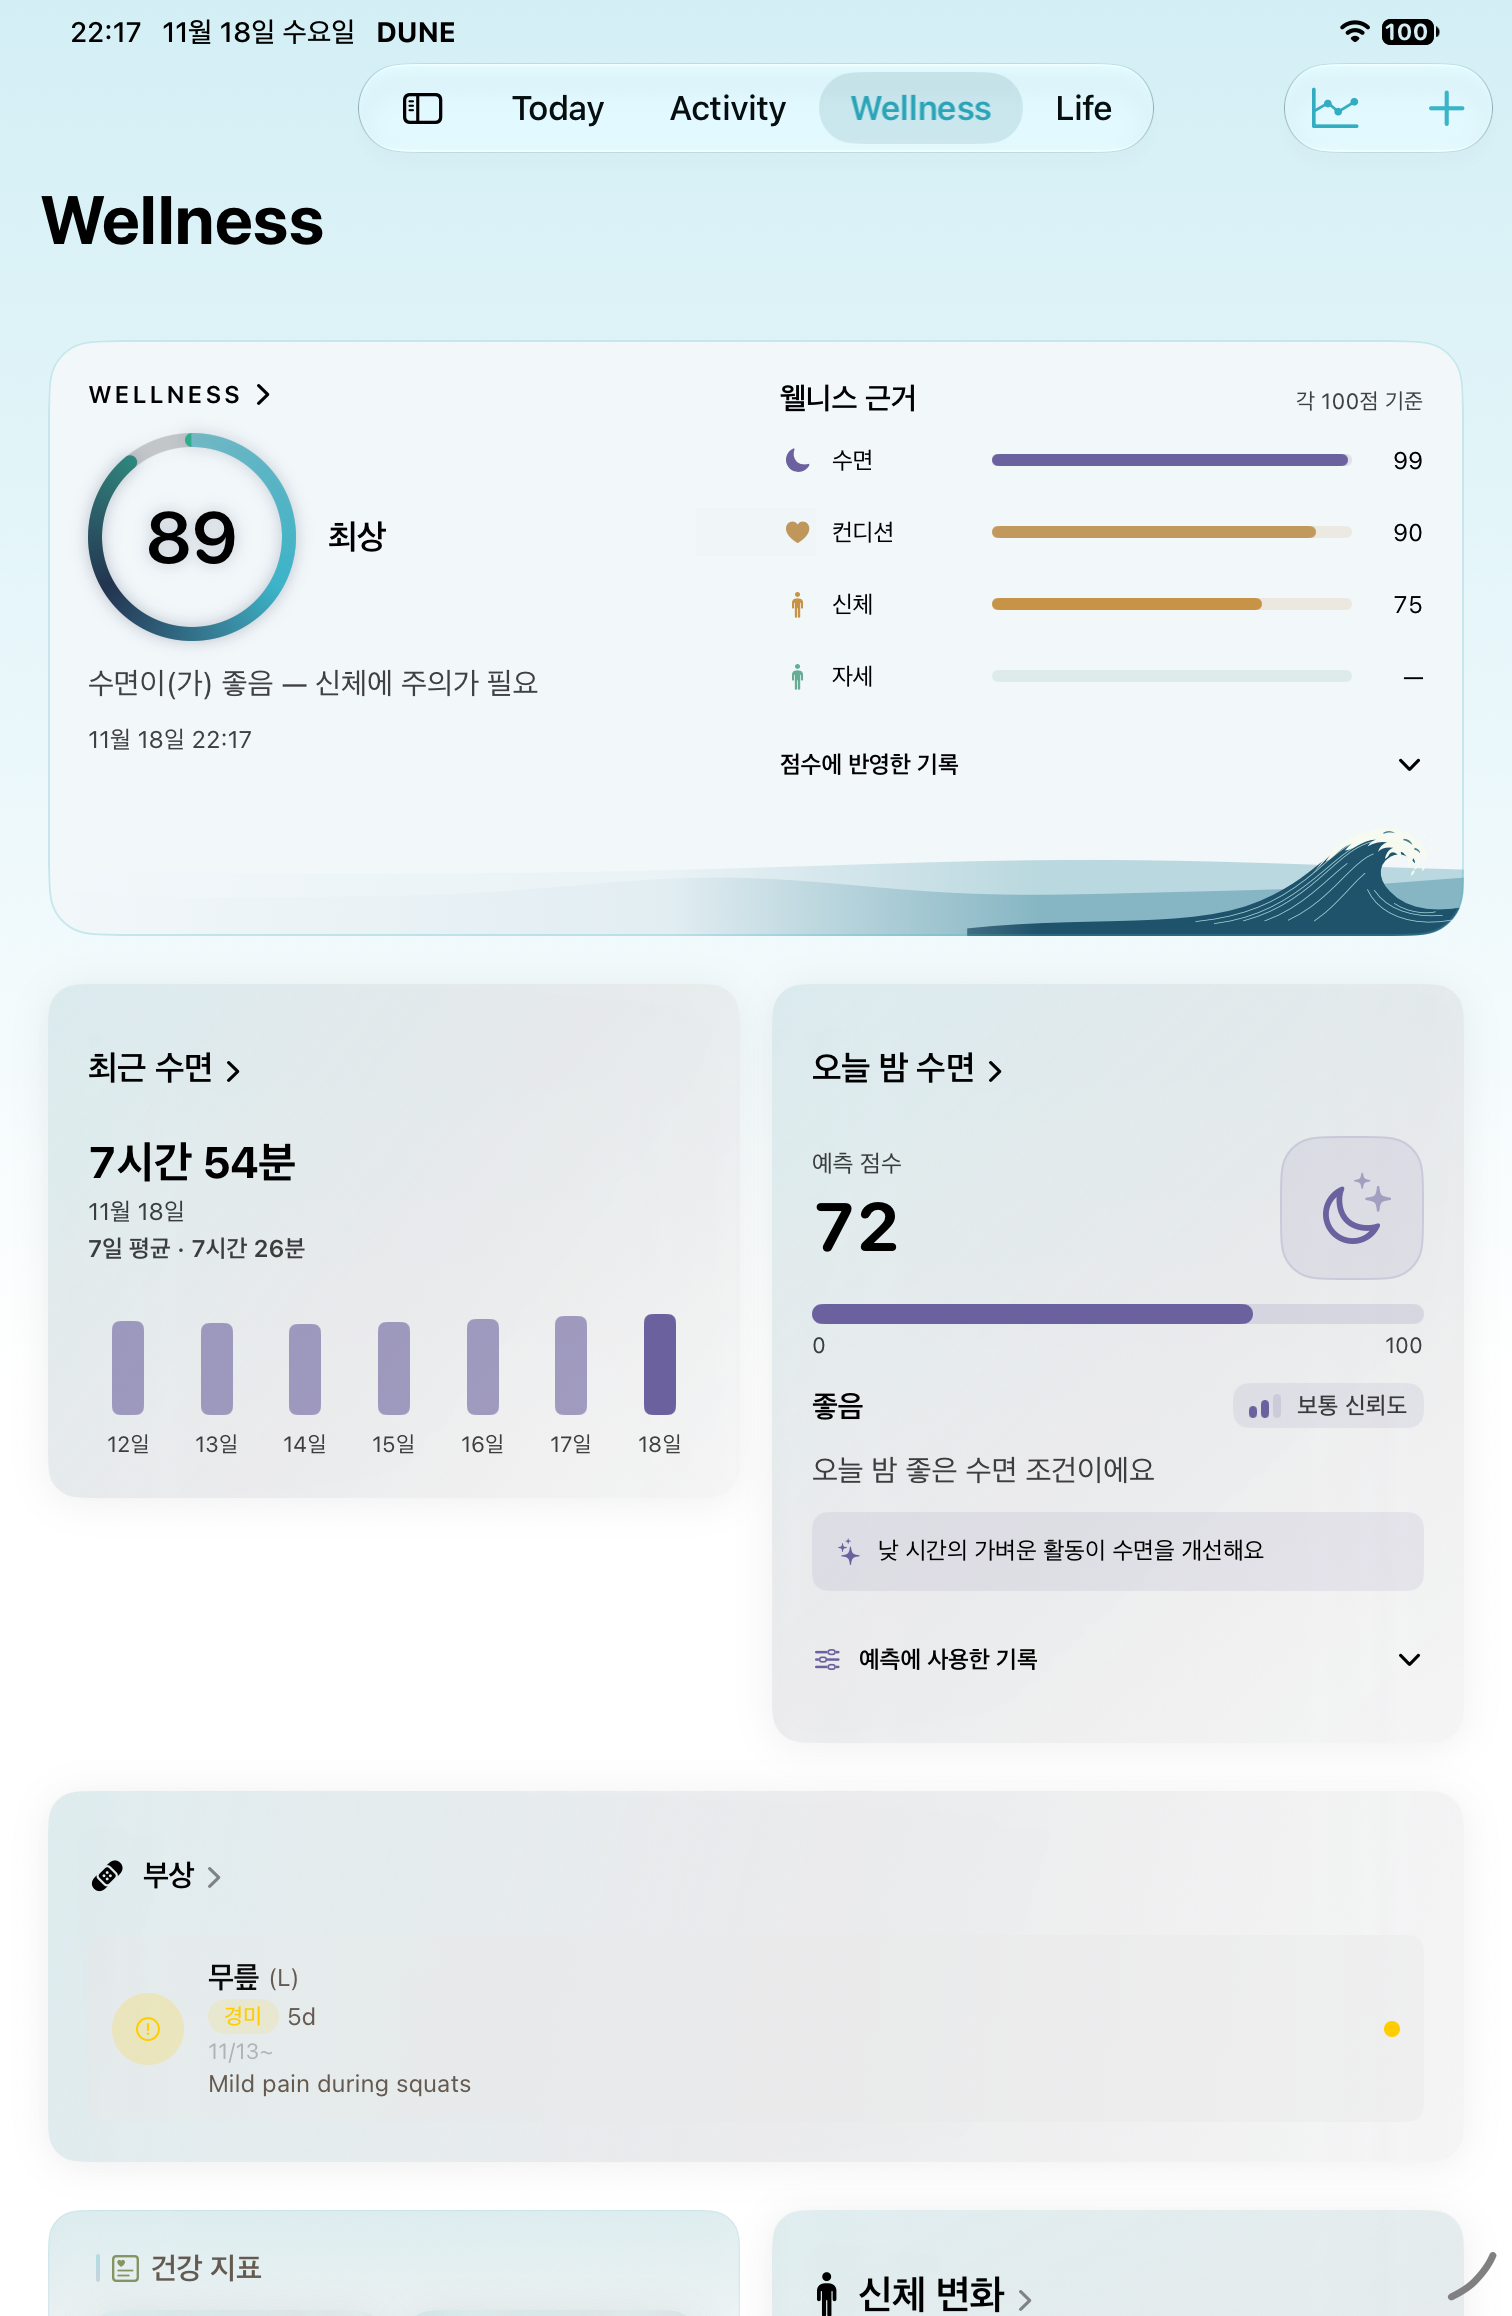 22:17 11월 18일 수요일 DUNE
100
Today Activity Wellness Life
Wellness
WELLNESS
89
최상
수면이(가) 좋음 — 신체에 주의가 필요
11월 18일 22:17
웰니스 근거
각 100점 기준
수면 99
컨디션 90
신체 75
자세 —
점수에 반영한 기록
최근 수면
7시간 54분
11월 18일
7일 평균 · 7시간 26분
12일 13일 14일 15일 16일 17일 18일
오늘 밤 수면
예측 점수
72
0 100
좋음
보통 신뢰도
오늘 밤 좋은 수면 조건이에요
낮 시간의 가벼운 활동이 수면을 개선해요
예측에 사용한 기록
부상
무릎 (L)
경미 5d
11/13~
Mild pain during squats
건강 지표
신체 변화